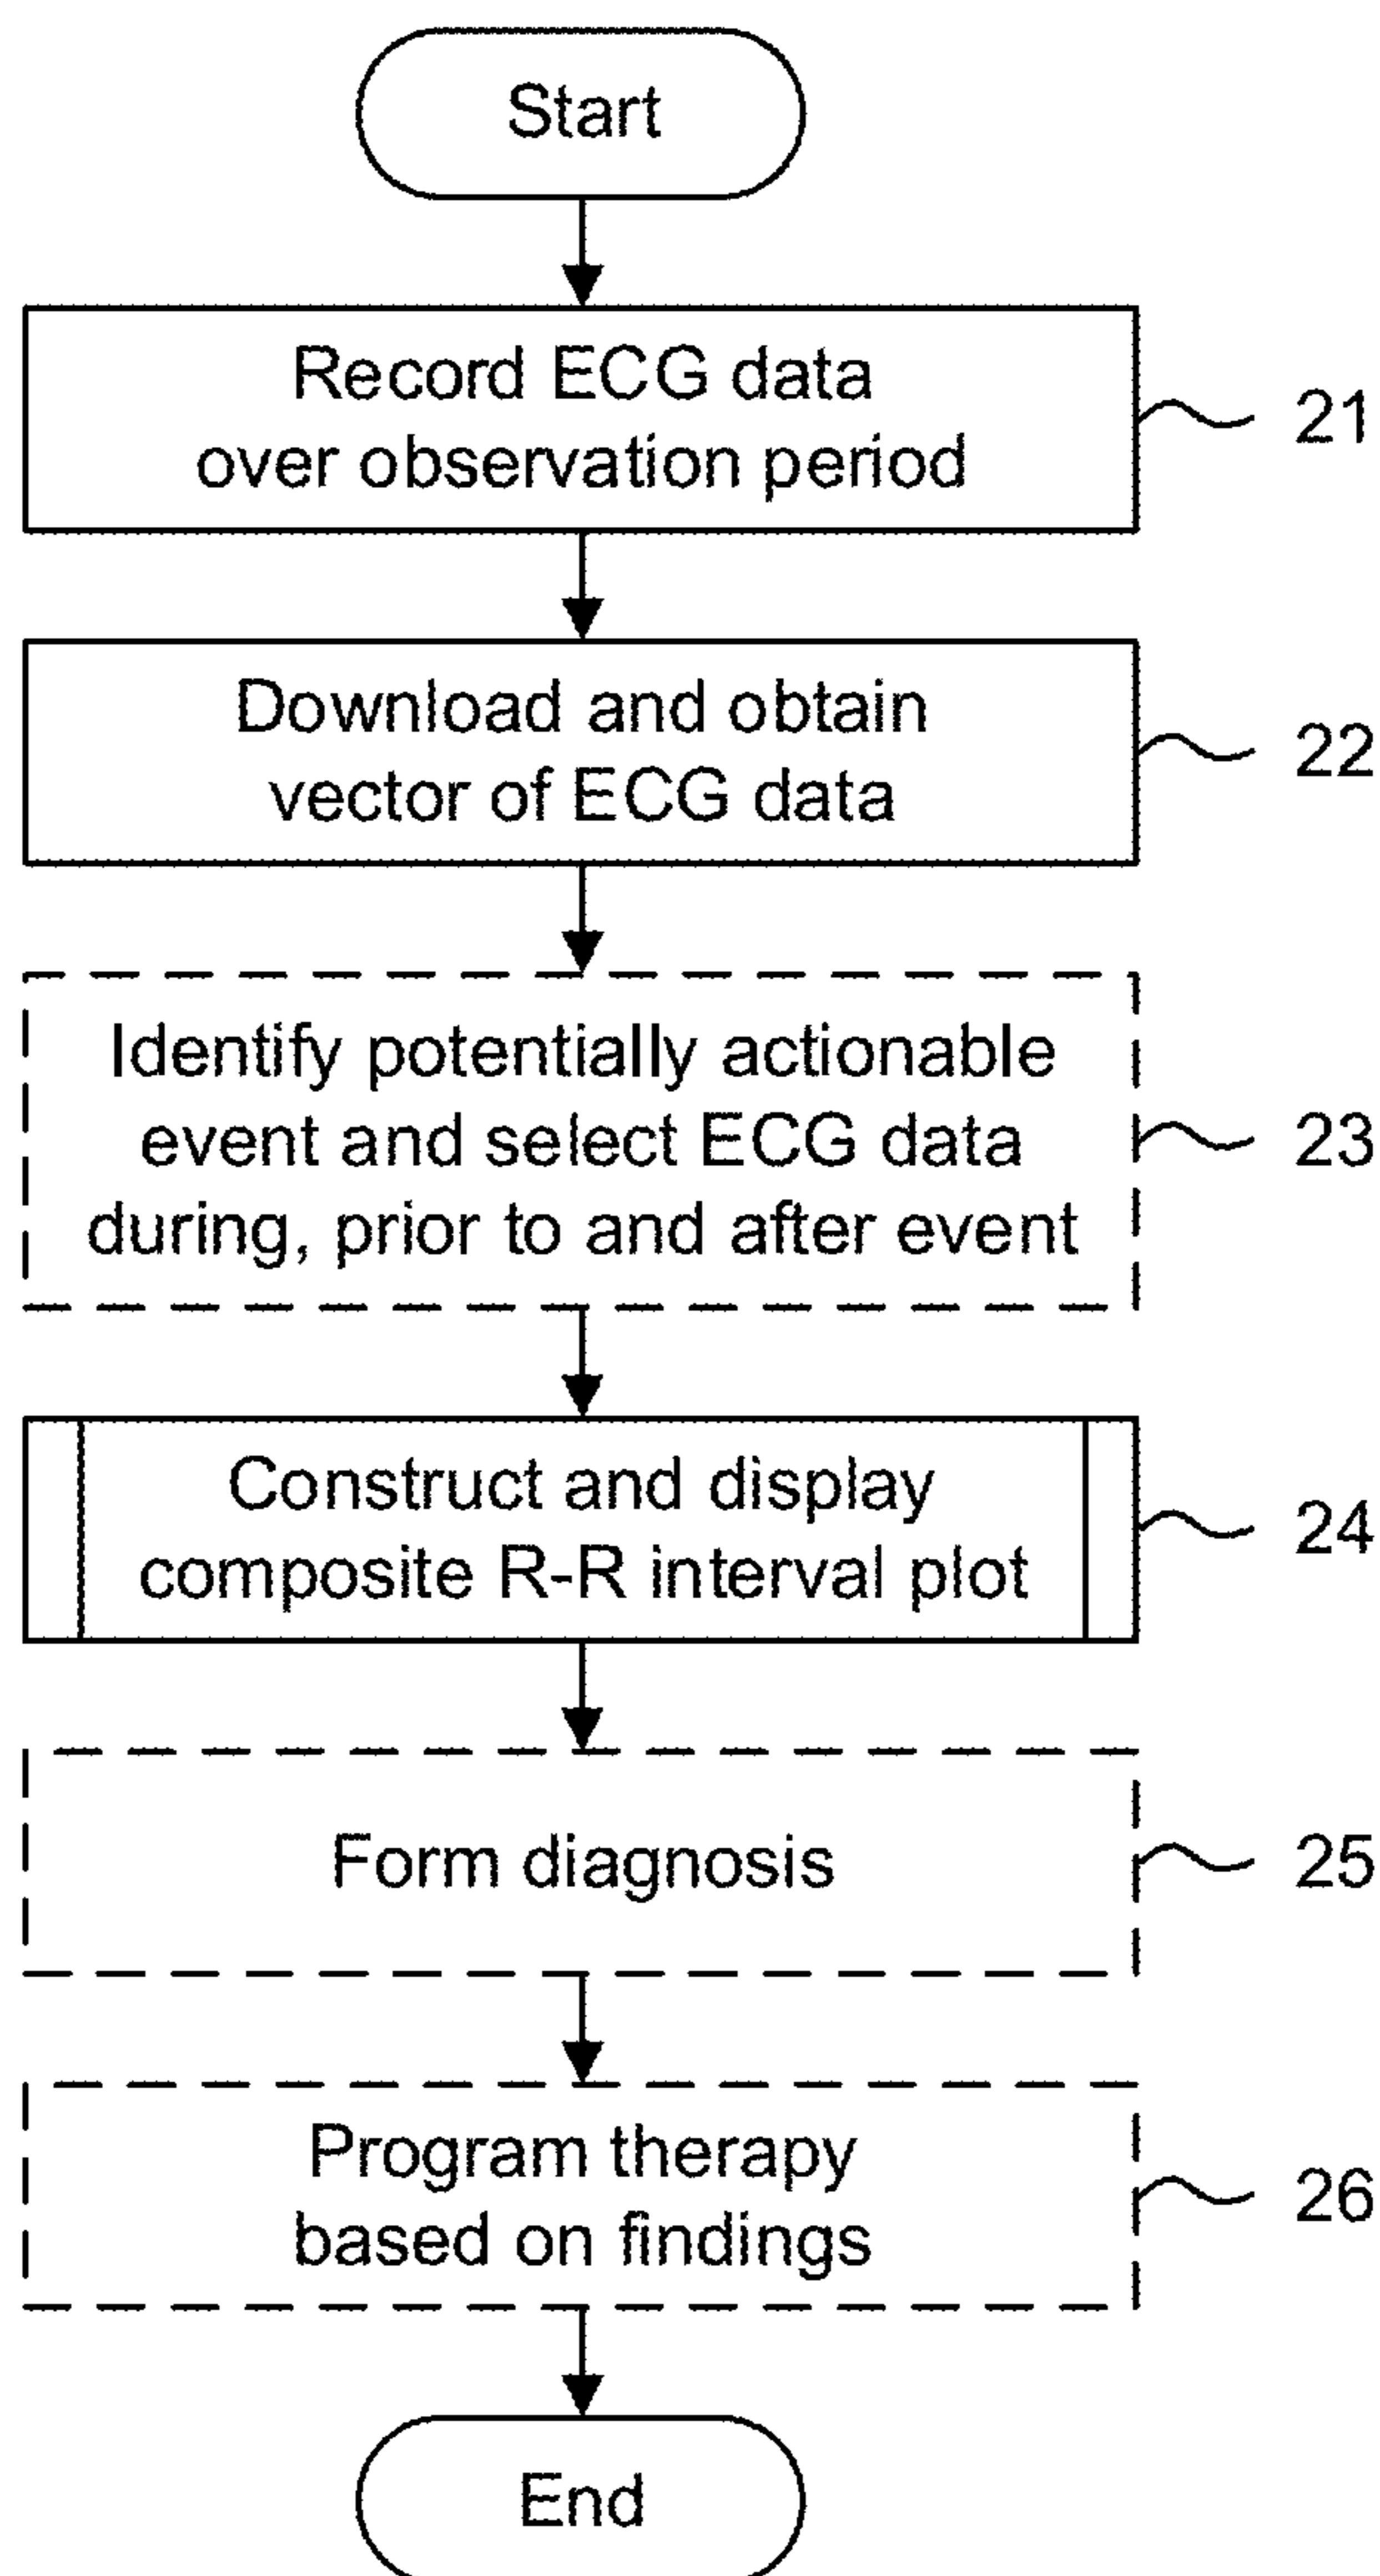 Start
Record ECG data
over observation period
21
Download and obtain
vector of ECG data
22
Identify potentially actionable
event and select ECG data
during, prior to and after event
23
Construct and display
composite R-R interval plot
24
Form diagnosis
25
Program therapy
based on findings
26
End